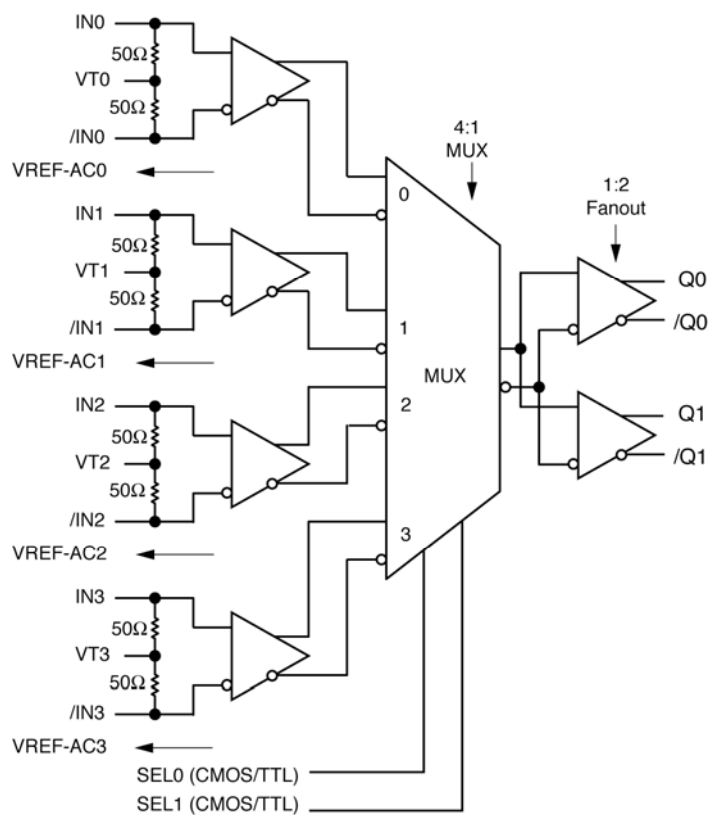 IN0
50Ω
VT0
50Ω
/IN0
VREF-AC0
IN1
50Ω
VT1
50Ω
/IN1
VREF-AC1
IN2
50Ω
VT2
50Ω
/IN2
VREF-AC2
IN3
50Ω
VT3
50Ω
/IN3
VREF-AC3
SEL0 (CMOS/TTL)
SEL1 (CMOS/TTL)
4:1
MUX
0
1
MUX
2
3
1:2
Fanout
Q0
/Q0
Q1
/Q1